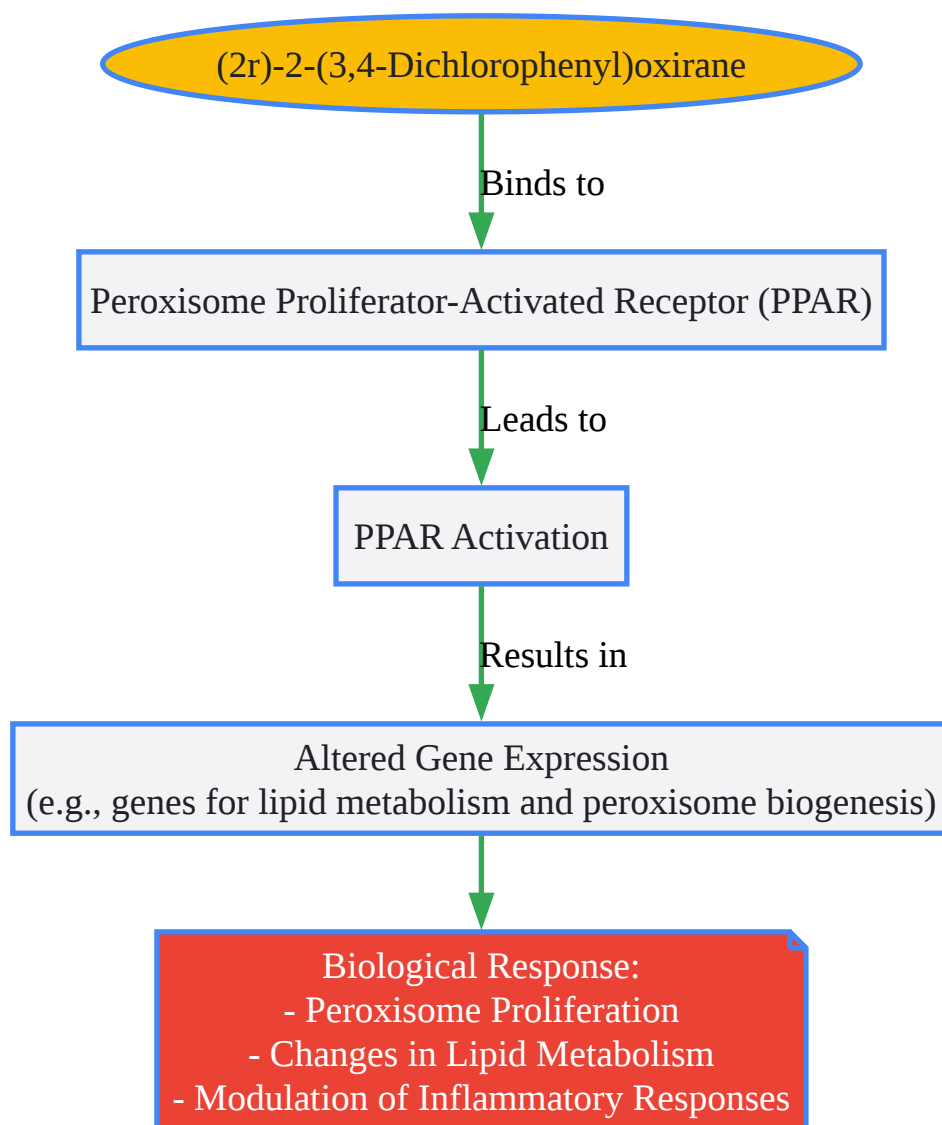 (2r)-2-(3,4-Dichlorophenyl)oxirane
Binds to
Peroxisome Proliferator-Activated Receptor (PPAR)
Leads to
PPAR Activation
Results in
Altered Gene Expression
(e.g., genes for lipid metabolism and peroxisome biogenesis)
Biological Response:
- Peroxisome Proliferation
- Changes in Lipid Metabolism
- Modulation of Inflammatory Responses